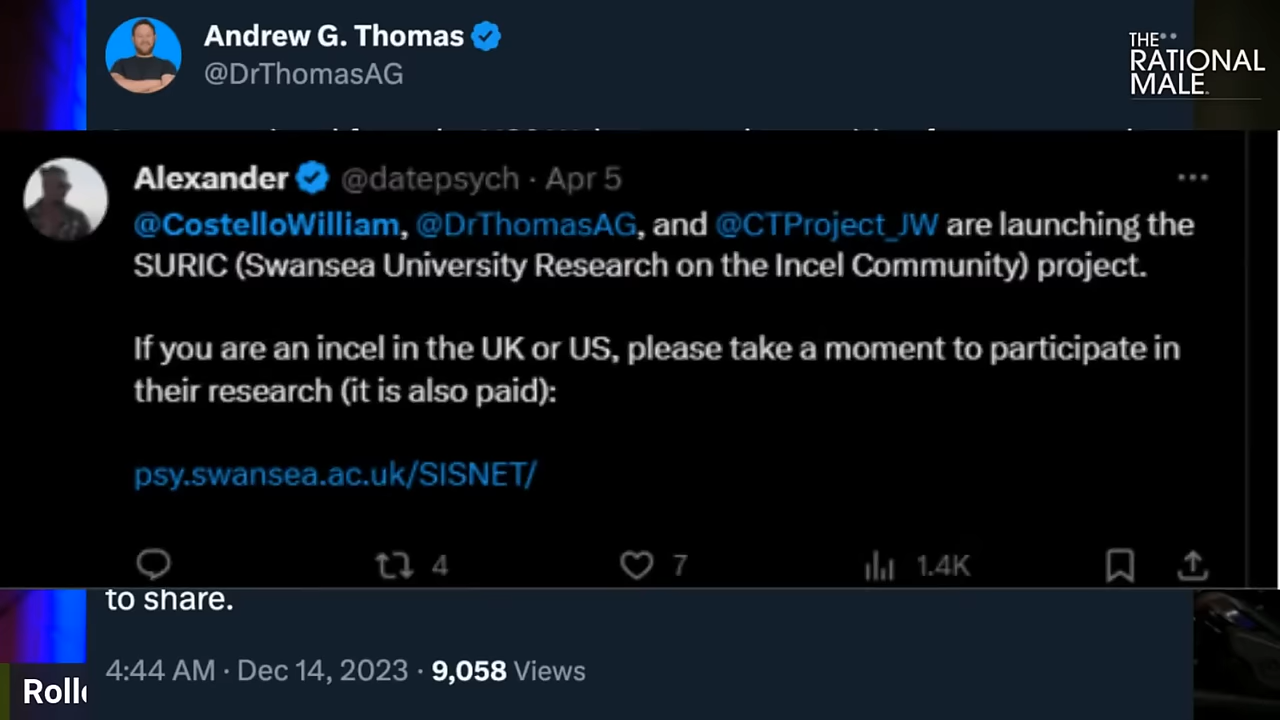 Andrew G. Thomas
@DrThomasAG
THE
RATIONAL
MALE.
Alexander @datepsych · Apr 5
@CostelloWilliam, @DrThomasAG, and @CTProject_JW are launching the
SURIC (Swansea University Research on the Incel Community) project.
If you are an incel in the UK or US, please take a moment to participate in
their research (it is also paid):
psy.swansea.ac.uk/SISNET/
4 7 1.4K
to share.
4:44 AM · Dec 14, 2023 · 9,058 Views